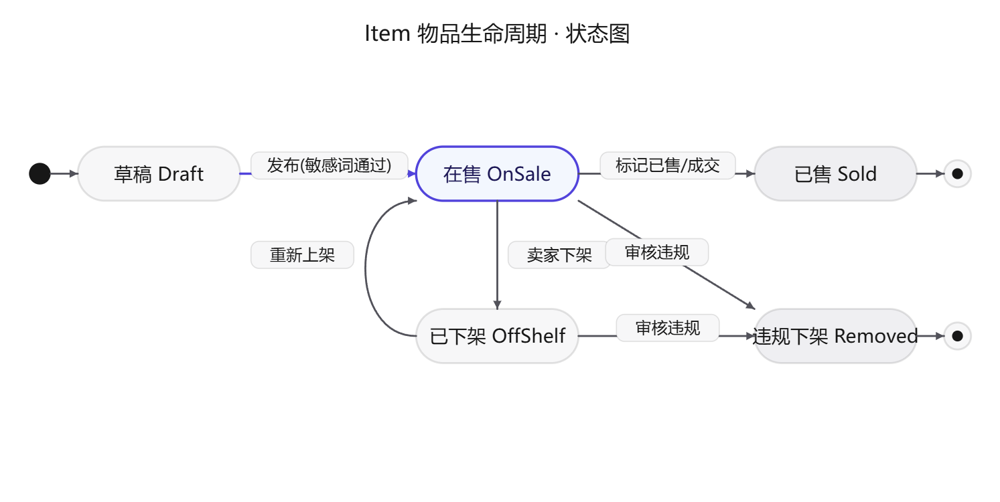 Item 物品生命周期 · 状态图
草稿 Draft
发布(敏感词通过)
在售 OnSale
标记已售/成交
已售 Sold
重新上架
卖家下架
审核违规
已下架 OffShelf
审核违规
违规下架 Removed